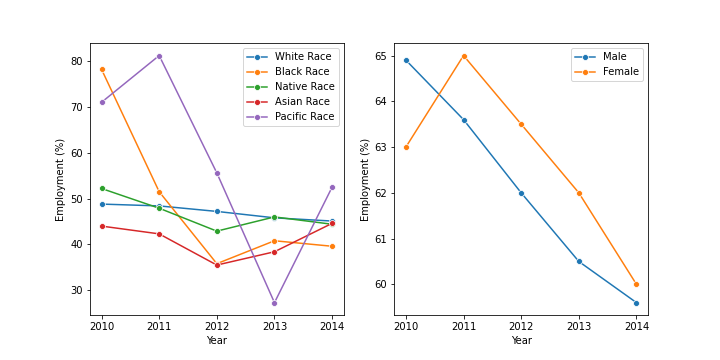 80
70
60
50
40
30
Employment (%)
2010
2011
2012
2013
2014
Year
White Race
Black Race
Native Race
Asian Race
Pacific Race
65
64
63
62
61
60
Employment (%)
2010
2011
2012
2013
2014
Year
Male
Female